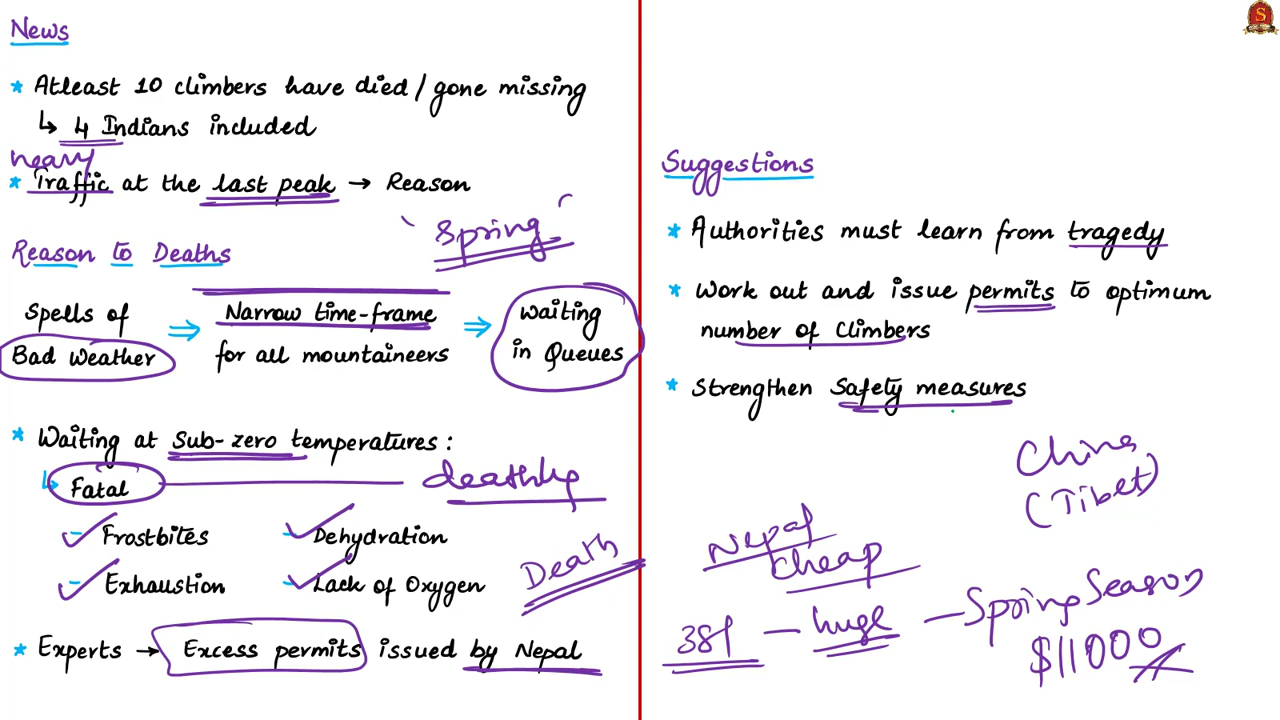 News
* Atleast 10 climbers have died/gone missing
↳ 4 Indians included
heavy
* Traffic at the last peak → Reason
"Spring"
Reason to Deaths
Spells of Bad Weather ⇒ Narrow time-frame for all mountaineers ⇒ Waiting in Queues
* Waiting at Sub-zero temperatures:
↳ Fatal
- Frostbites - Dehydration
- Exhaustion - Lack of Oxygen
Death
* Experts → Excess permits issued by Nepal
S
Suggestions
* Authorities must learn from tragedy
* Work out and issue permits to optimum
number of Climbers
* Strengthen Safety measures
China
(Tibet)
Nepal
cheap
381 — huge — Spring Season
$11000